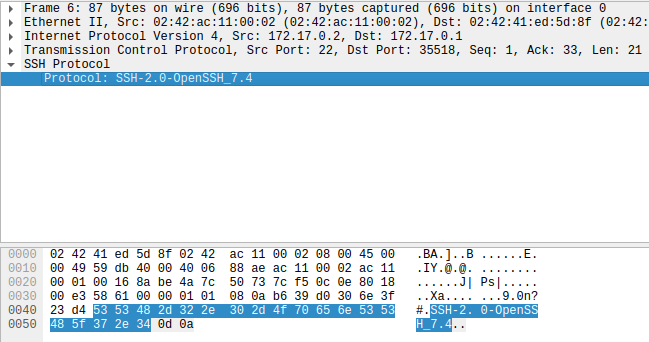 Frame 6: 87 bytes on wire (696 bits), 87 bytes captured (696 bits) on interface 0
Ethernet II, Src: 02:42:ac:11:00:02 (02:42:ac:11:00:02), Dst: 02:42:41:ed:5d:8f (02:42:
Internet Protocol Version 4, Src: 172.17.0.2, Dst: 172.17.0.1
Transmission Control Protocol, Src Port: 22, Dst Port: 35518, Seq: 1, Ack: 33, Len: 21
SSH Protocol
Protocol: SSH-2.0-OpenSSH_7.4
0000 02 42 41 ed 5d 8f 02 42 ac 11 00 02 08 00 45 00 .BA.]..B ......E.
0010 00 49 59 db 40 00 40 06 88 ae ac 11 00 02 ac 11 .IY.@.@. ........
0020 00 01 00 16 8a be 4a 7c 50 73 7c f5 0c 0e 80 18 ......J| Ps|.....
0030 00 e3 58 61 00 00 01 01 08 0a b6 39 d0 30 6e 3f ..Xa.... ...9.0n?
0040 23 d4 53 53 48 2d 32 2e 30 2d 4f 70 65 6e 53 53 #.SSH-2. 0-OpenSS
0050 48 5f 37 2e 34 0d 0a H_7.4..